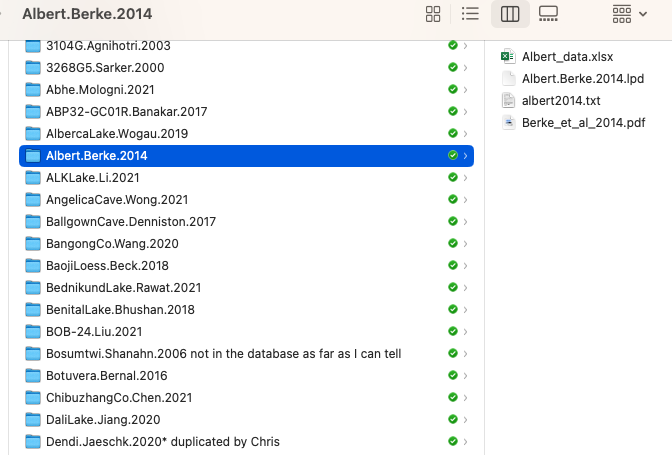 Albert.Berke.2014
3104G.Agnihotri.2003
3268G5.Sarker.2000
Abhe.Mologni.2021
ABP32-GC01R.Banakar.2017
AlbercaLake.Wogau.2019
Albert.Berke.2014
ALKLake.Li.2021
AngelicaCave.Wong.2021
BallgownCave.Denniston.2017
BangongCo.Wang.2020
BaojiLoess.Beck.2018
BednikundLake.Rawat.2021
BenitalLake.Bhushan.2018
BOB-24.Liu.2021
Bosumtwi.Shanahn.2006 not in the database as far as I can tell
Botuvera.Bernal.2016
ChibuzhangCo.Chen.2021
DaliLake.Jiang.2020
Dendi.Jaeschk.2020* duplicated by Chris
Albert_data.xlsx
Albert.Berke.2014.lpd
albert2014.txt
Berke_et_al_2014.pdf